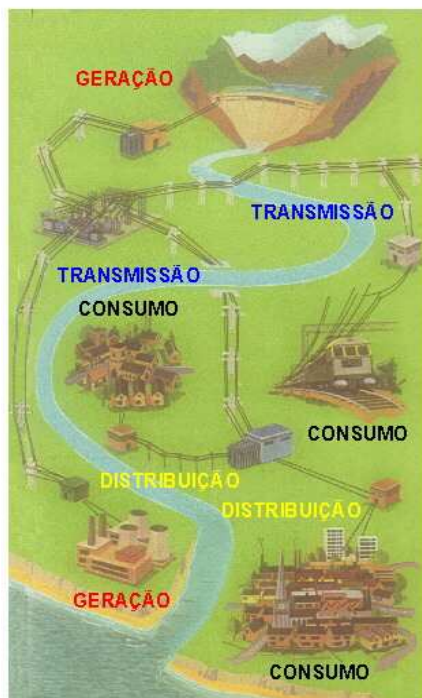 GERAÇÃO
TRANSMISSÃO
TRANSMISSÃO
CONSUMO
CONSUMO
DISTRIBUIÇÃO
DISTRIBUIÇÃO
GERAÇÃO
CONSUMO